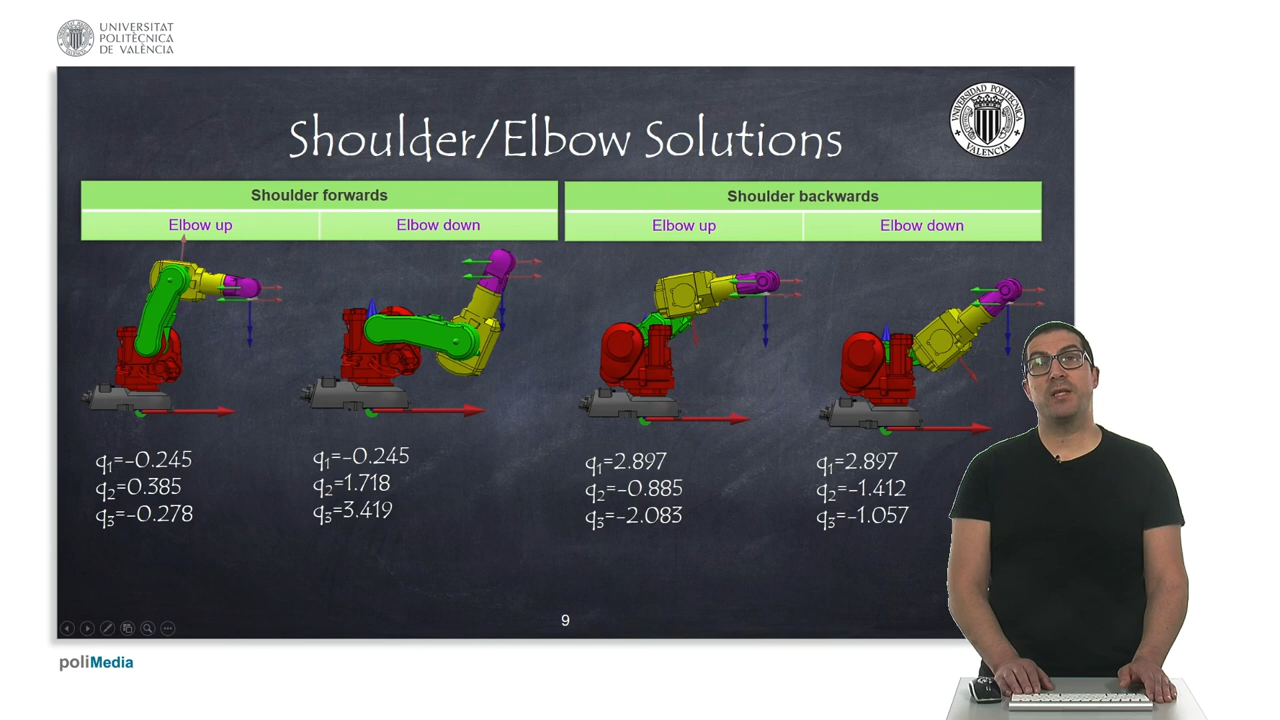 UNIVERSITAT
POLITÈCNICA
DE VALÈNCIA
UNIVERSIDAD POLITECNICA
VALENCIA
Shoulder/Elbow Solutions
Shoulder forwards
Shoulder backwards
Elbow up
Elbow down
Elbow up
Elbow down
q₁=-0.245
q₂=0.385
q₃=-0.278
q₁=-0.245
q₂=1.718
q₃=3.419
q₁=2.897
q₂=-0.885
q₃=-2.083
q₁=2.897
q₂=-1.412
q₃=-1.057
9
poliMedia